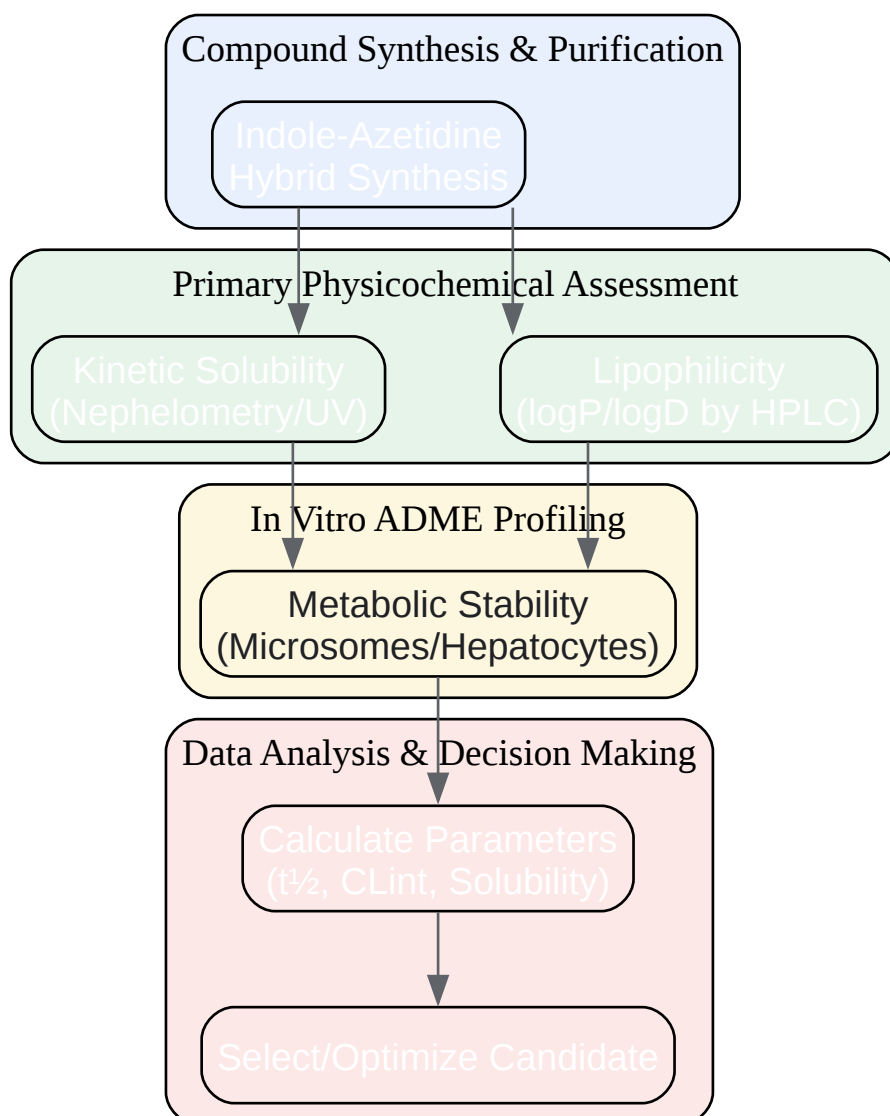 Compound Synthesis & Purification
Indole-Azetidine
Hybrid Synthesis
Primary Physicochemical Assessment
Kinetic Solubility
(Nephelometry/UV)
Lipophilicity
(logP/logD by HPLC)
In Vitro ADME Profiling
Metabolic Stability
(Microsomes/Hepatocytes)
Data Analysis & Decision Making
Calculate Parameters
(t½, CLint, Solubility)
Select/Optimize Candidate